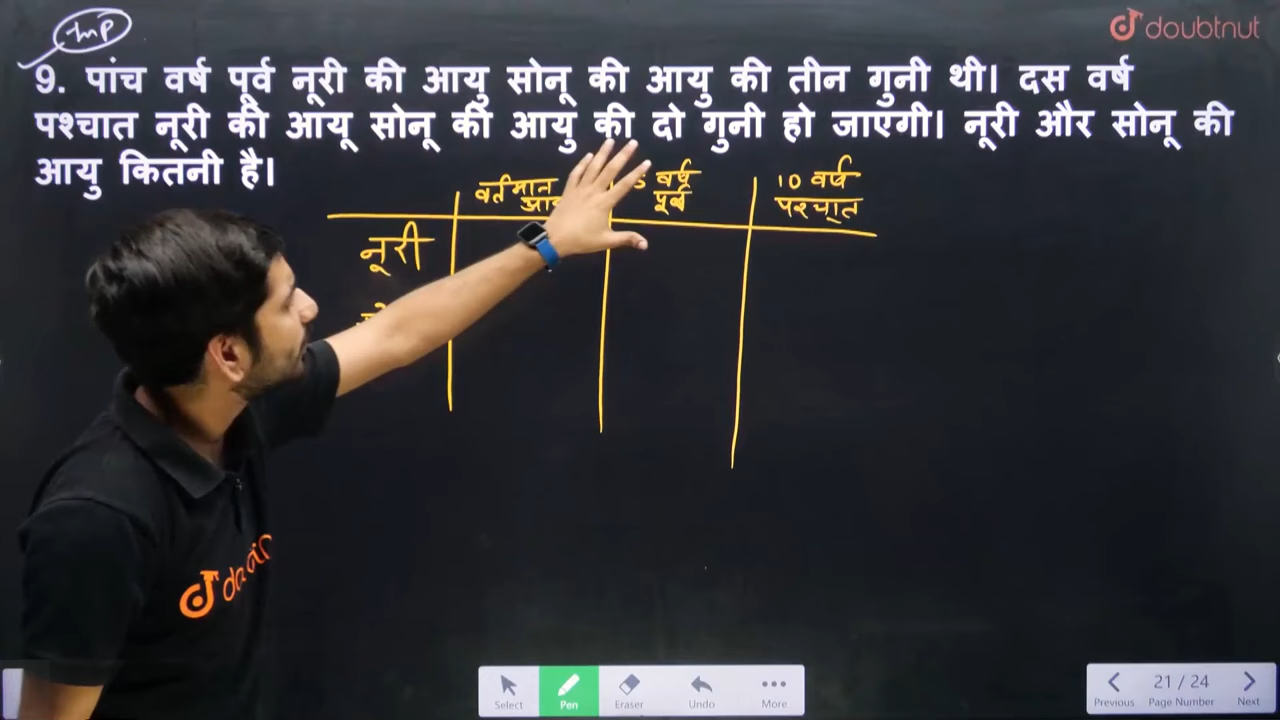 Imp
doubtnut
9. पांच वर्ष पूर्व नूरी की आयु सोनू की आयु की तीन गुनी थी। दस वर्ष
पश्चात नूरी की आयू सोनू की आयु की दो गुनी हो जाएगी। नूरी और सोनू की
आयु कितनी है।
वर्तमान
5 वर्ष
पूर्व
10 वर्ष
पश्चात
नूरी
Select
Pen
Eraser
Undo
More
Previous
21 / 24
Page Number
Next